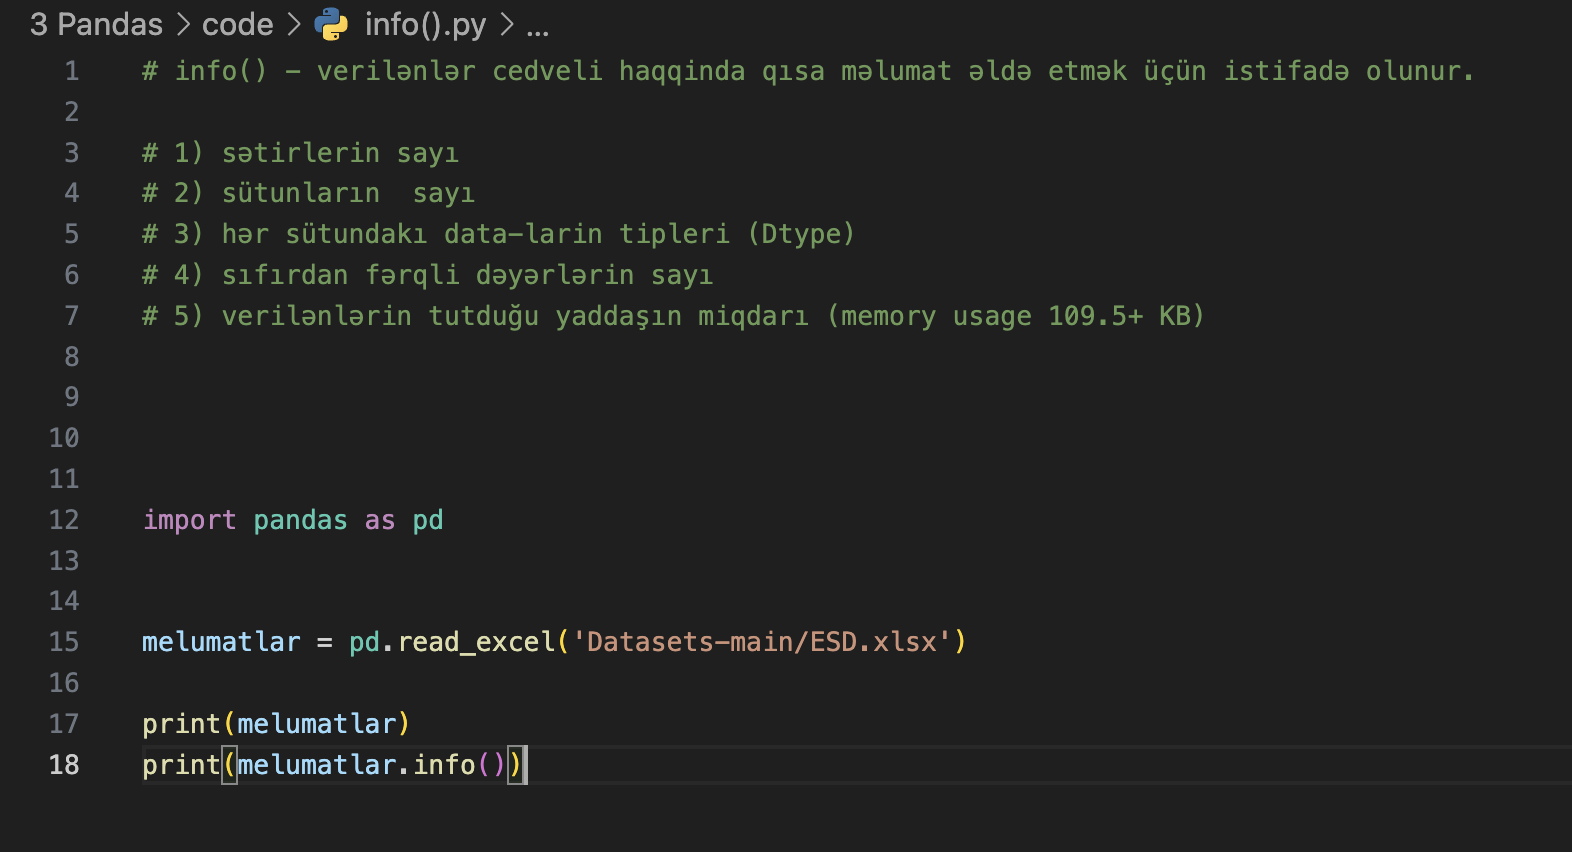 3 Pandas > code > info().py > ...
1 # info() – verilənlər cedveli haqqinda qısa məlumat əldə etmək üçün istifadə olunur.
2
3 # 1) sətirlerin sayı
4 # 2) sütunların  sayı
5 # 3) hər sütundakı data-larin tipleri (Dtype)
6 # 4) sıfırdan fərqli dəyərlərin sayı
7 # 5) verilənlərin tutduğu yaddaşın miqdarı (memory usage 109.5+ KB)
8
9
10
11
12 import pandas as pd
13
14
15 melumatlar = pd.read_excel('Datasets-main/ESD.xlsx')
16
17 print(melumatlar)
18 print(melumatlar.info())